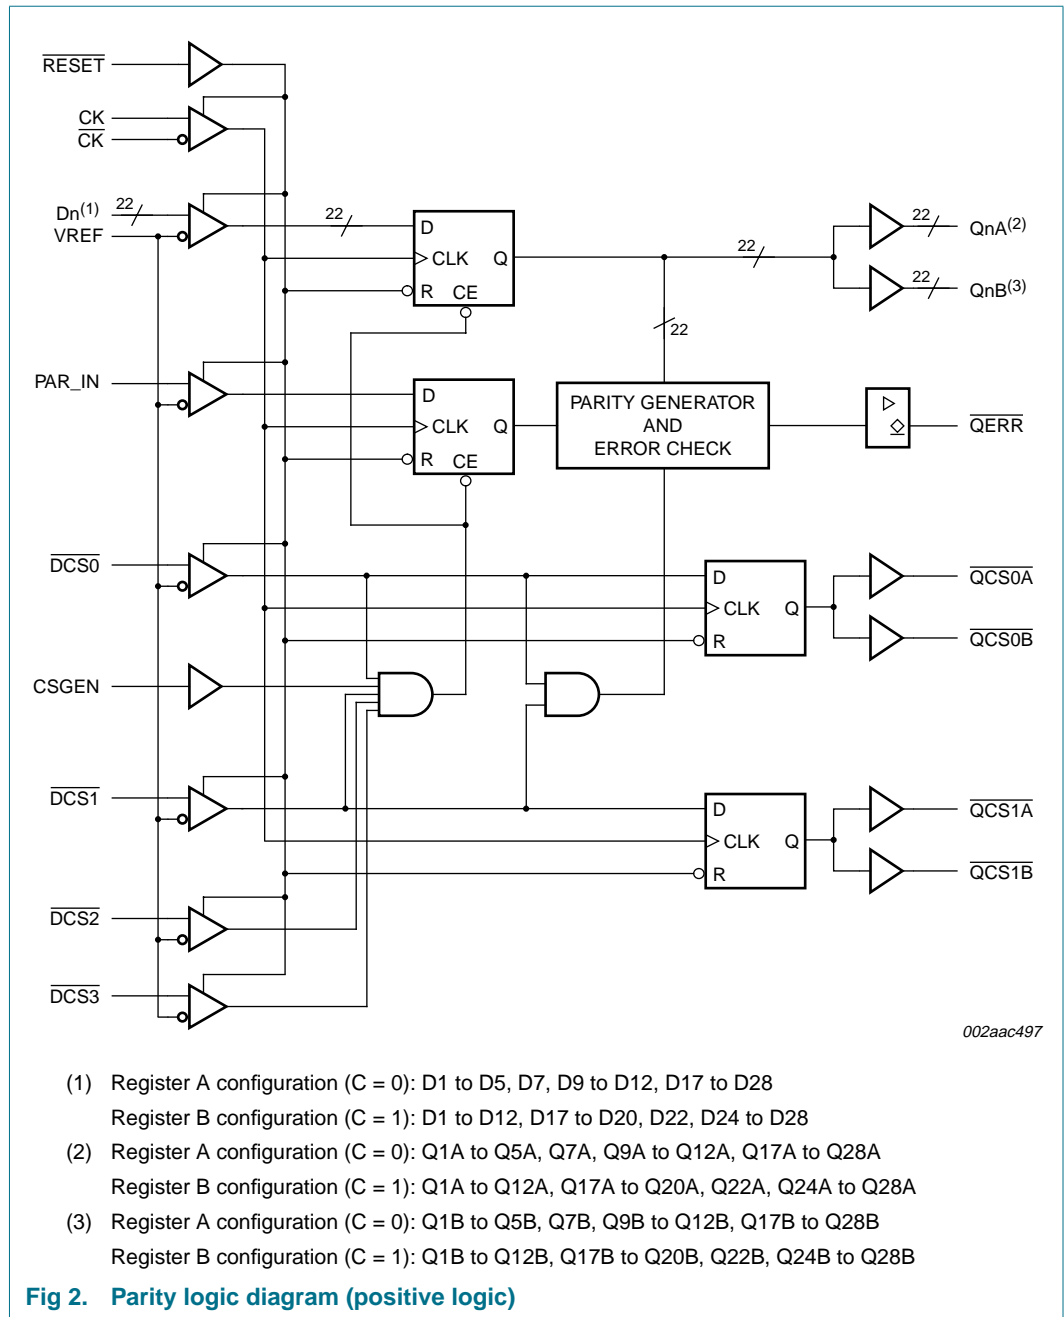 RESET
CK
CK
Dn(1) 22 22
VREF
D
CLK Q
R CE
22
22 QnA(2)
22 QnB(3)
22
PAR_IN
D
CLK Q
R CE
PARITY GENERATOR
AND
ERROR CHECK
QERR
DCS0
D
CLK Q
R
QCS0A
QCS0B
CSGEN
DCS1
D
CLK Q
R
QCS1A
QCS1B
DCS2
DCS3
002aac497
(1) Register A configuration (C = 0): D1 to D5, D7, D9 to D12, D17 to D28
Register B configuration (C = 1): D1 to D12, D17 to D20, D22, D24 to D28
(2) Register A configuration (C = 0): Q1A to Q5A, Q7A, Q9A to Q12A, Q17A to Q28A
Register B configuration (C = 1): Q1A to Q12A, Q17A to Q20A, Q22A, Q24A to Q28A
(3) Register A configuration (C = 0): Q1B to Q5B, Q7B, Q9B to Q12B, Q17B to Q28B
Register B configuration (C = 1): Q1B to Q12B, Q17B to Q20B, Q22B, Q24B to Q28B
Fig 2. Parity logic diagram (positive logic)